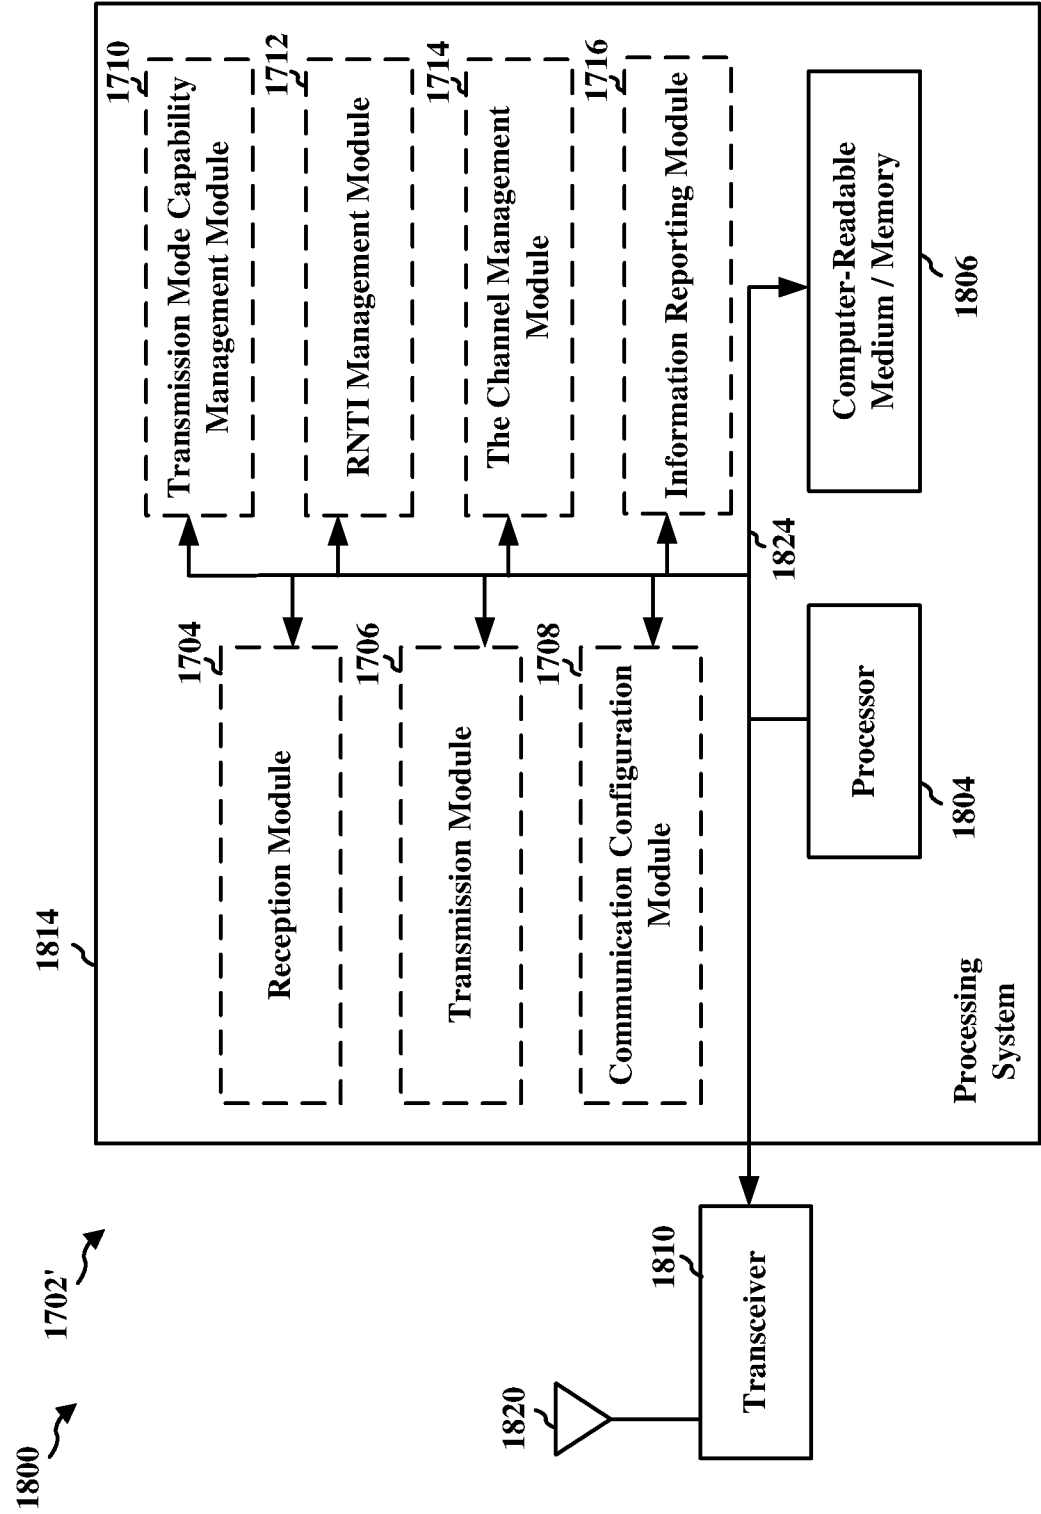 1800
1702'
1814
1704
Reception Module
1706
Transmission Module
1708
Communication Configuration
Module
1710
Transmission Mode Capability
Management Module
1712
RNTI Management Module
1714
The Channel Management
Module
1716
Information Reporting Module
1820
1810
Transceiver
1824
Processor
1804
Computer-Readable
Medium / Memory
1806
Processing
System